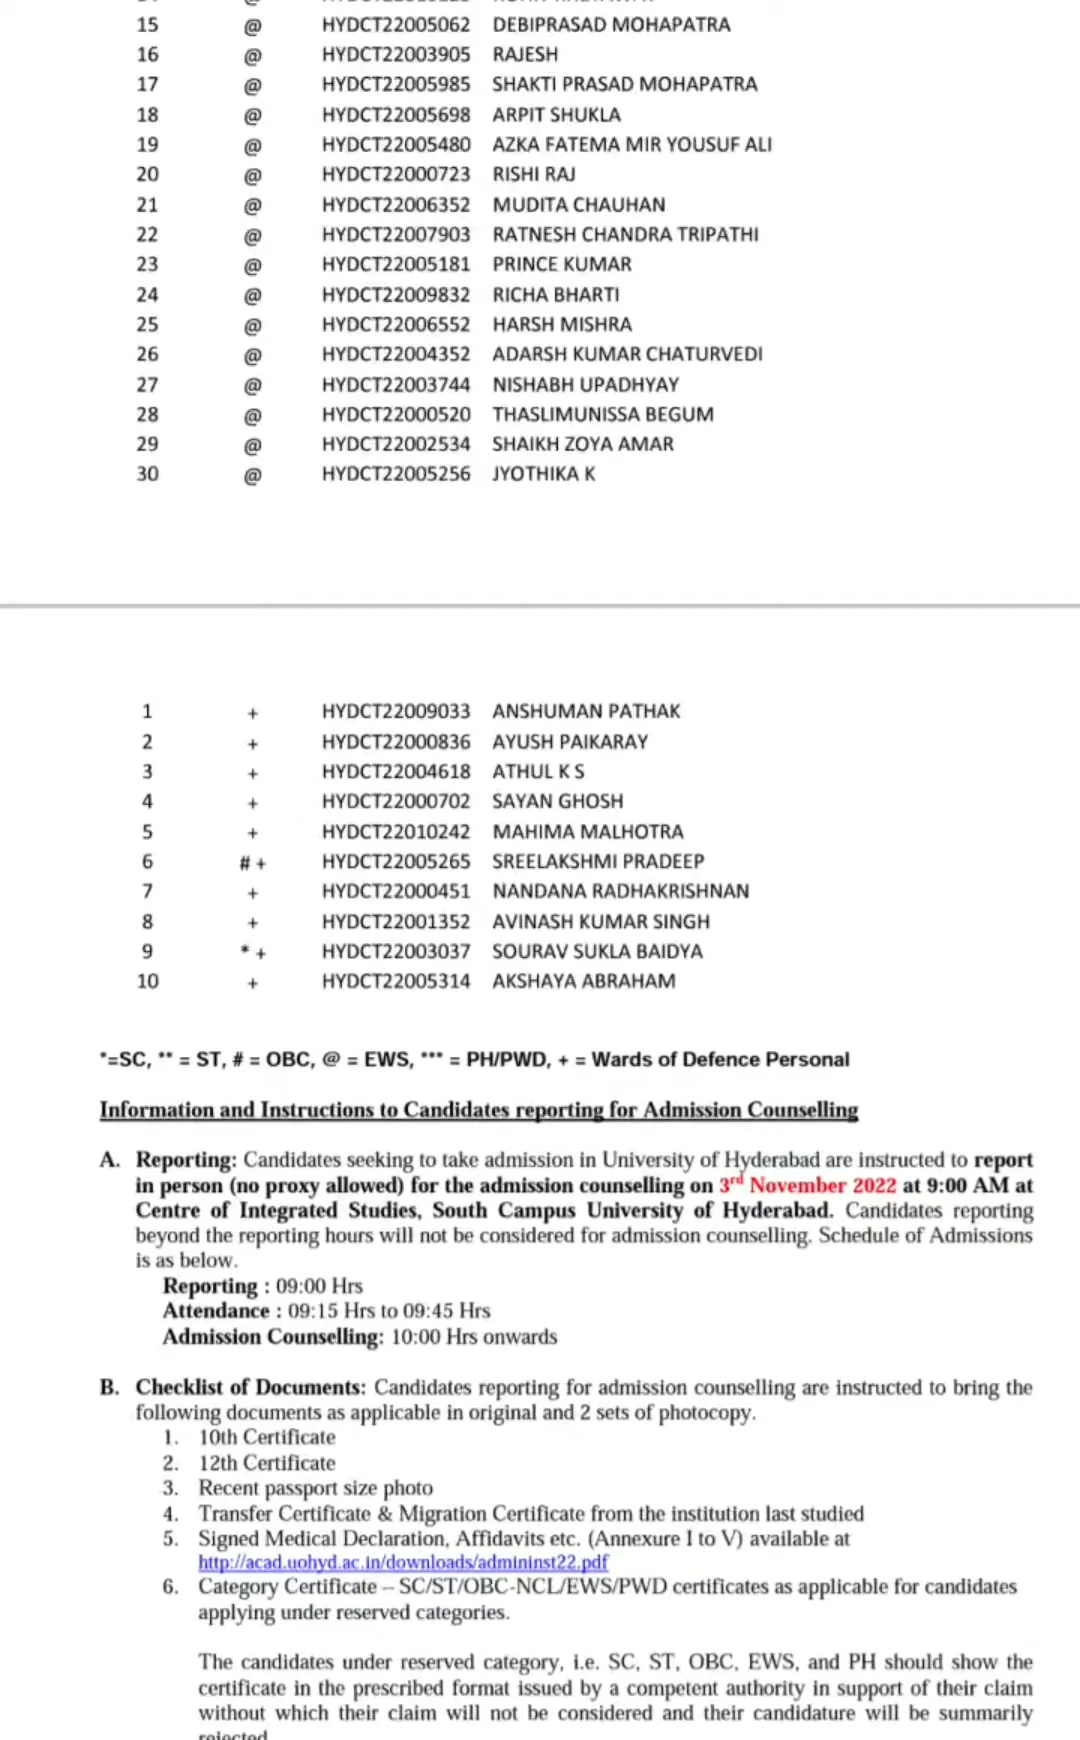 15 @ HYDCT22005062 DEBIPRASAD MOHAPATRA
16 @ HYDCT22003905 RAJESH
17 @ HYDCT22005985 SHAKTI PRASAD MOHAPATRA
18 @ HYDCT22005698 ARPIT SHUKLA
19 @ HYDCT22005480 AZKA FATEMA MIR YOUSUF ALI
20 @ HYDCT22000723 RISHI RAJ
21 @ HYDCT22006352 MUDITA CHAUHAN
22 @ HYDCT22007903 RATNESH CHANDRA TRIPATHI
23 @ HYDCT22005181 PRINCE KUMAR
24 @ HYDCT22009832 RICHA BHARTI
25 @ HYDCT22006552 HARSH MISHRA
26 @ HYDCT22004352 ADARSH KUMAR CHATURVEDI
27 @ HYDCT22003744 NISHABH UPADHYAY
28 @ HYDCT22000520 THASLIMUNISSA BEGUM
29 @ HYDCT22002534 SHAIKH ZOYA AMAR
30 @ HYDCT22005256 JYOTHIKA K
1 + HYDCT22009033 ANSHUMAN PATHAK
2 + HYDCT22000836 AYUSH PAIKARAY
3 + HYDCT22004618 ATHUL K S
4 + HYDCT22000702 SAYAN GHOSH
5 + HYDCT22010242 MAHIMA MALHOTRA
6 # + HYDCT22005265 SREELAKSHMI PRADEEP
7 + HYDCT22000451 NANDANA RADHAKRISHNAN
8 + HYDCT22001352 AVINASH KUMAR SINGH
9 * + HYDCT22003037 SOURAV SUKLA BAIDYA
10 + HYDCT22005314 AKSHAYA ABRAHAM
*=SC, ** = ST, # = OBC, @ = EWS, *** = PH/PWD, + = Wards of Defence Personal
Information and Instructions to Candidates reporting for Admission Counselling
A. Reporting: Candidates seeking to take admission in University of Hyderabad are instructed to report
in person (no proxy allowed) for the admission counselling on 3rd November 2022 at 9:00 AM at
Centre of Integrated Studies, South Campus University of Hyderabad. Candidates reporting
beyond the reporting hours will not be considered for admission counselling. Schedule of Admissions
is as below.
Reporting : 09:00 Hrs
Attendance : 09:15 Hrs to 09:45 Hrs
Admission Counselling: 10:00 Hrs onwards
B. Checklist of Documents: Candidates reporting for admission counselling are instructed to bring the
following documents as applicable in original and 2 sets of photocopy.
1. 10th Certificate
2. 12th Certificate
3. Recent passport size photo
4. Transfer Certificate & Migration Certificate from the institution last studied
5. Signed Medical Declaration, Affidavits etc. (Annexure I to V) available at
http://acad.uohyd.ac.in/downloads/admininst22.pdf
6. Category Certificate – SC/ST/OBC-NCL/EWS/PWD certificates as applicable for candidates
applying under reserved categories.
The candidates under reserved category, i.e. SC, ST, OBC, EWS, and PH should show the
certificate in the prescribed format issued by a competent authority in support of their claim
without which their claim will not be considered and their candidature will be summarily